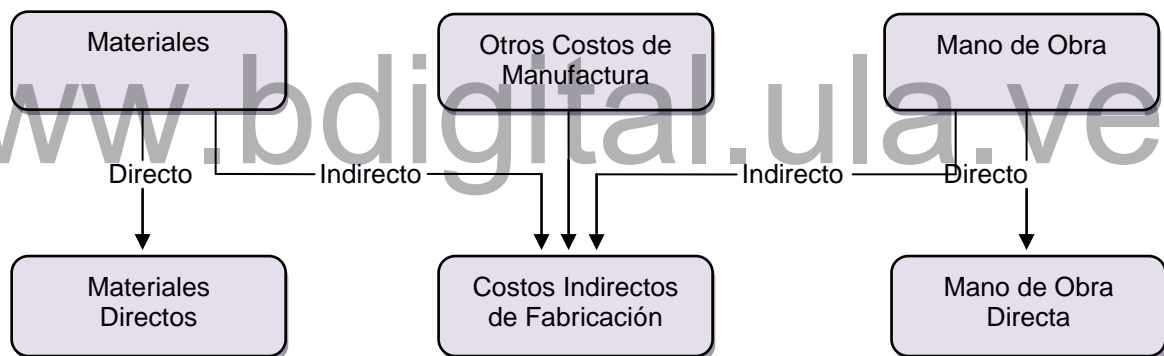 Materiales
Otros Costos de
Manufactura
Mano de Obra
www.bdigital.ula.ve
Directo
Indirecto
Indirecto
Directo
Materiales
Directos
Costos Indirectos
de Fabricación
Mano de Obra
Directa